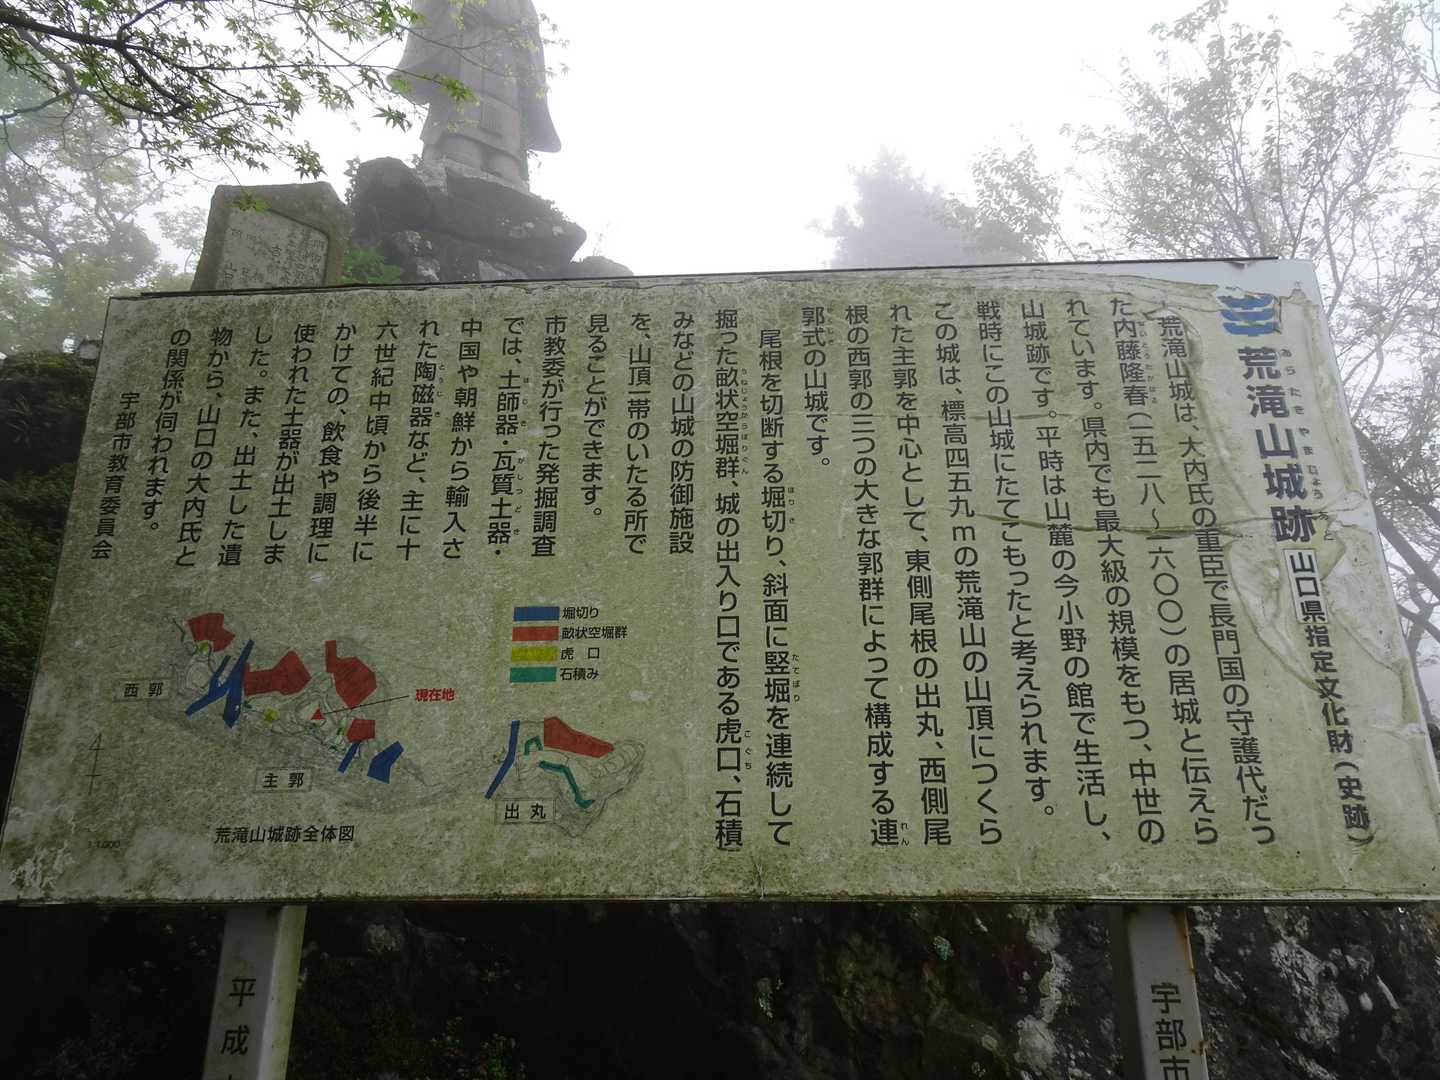 荒滝山城跡 山口県指定文化財(史跡)
あらたきやまじょうあと
荒滝山城は、大内氏の重臣で長門国の守護代だっ
た内藤隆春(一五二八～一六〇〇)の居城と伝えら
れています。県内でも最大級の規模をもつ、中世の
山城跡です。平時は山麓の今小野の館で生活し、
戦時にこの山城にたてこもったと考えられます。
この城は、標高四五九mの荒滝山の山頂につくら
れた主郭を中心として、東側尾根の出丸、西側尾
根の西郭の三つの大きな郭群によって構成する連
郭式の山城です。
尾根を切断する堀切り、斜面に竪堀を連続して
掘った畝状空堀群、城の出入り口である虎口、石積
みなどの山城の防御施設
を、山頂一帯のいたる所で
見ることができます。
市教委が行った発掘調査
では、土師器・瓦質土器・
中国や朝鮮から輸入さ
れた陶磁器など、主に十
六世紀中頃から後半に
かけての、飲食や調理に
使われた土器が出土しま
した。また、出土した遺
物から、山口の大内氏と
の関係が伺われます。
宇部市教育委員会
堀切り
畝状空堀群
虎口
石積み
現在地
西郭
主郭
出丸
荒滝山城跡全体図
平成
宇部市